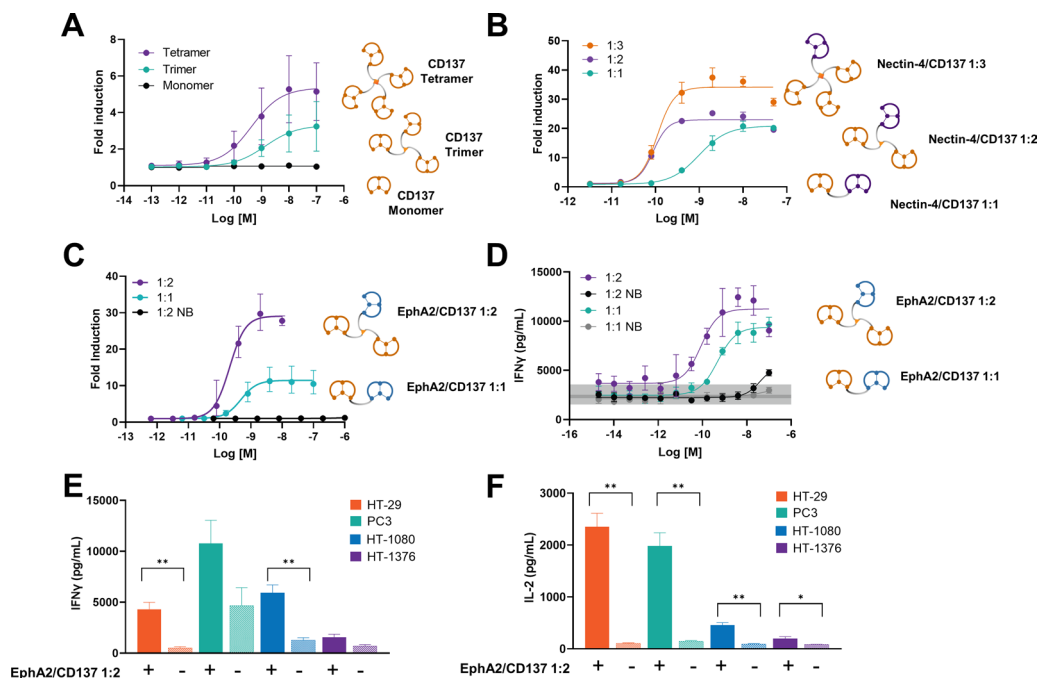 A
Fold induction
8
6
4
2
0
Tetramer
Trimer
Monomer
-14 -13 -12 -11 -10 -9 -8 -7 -6
Log [M]
CD137
Tetramer
CD137
Trimer
CD137
Monomer
B
Fold induction
50
40
30
20
10
0
1:3
1:2
1:1
-12 -11 -10 -9 -8 -7
Log [M]
Nectin-4/CD137 1:3
Nectin-4/CD137 1:2
Nectin-4/CD137 1:1
C
Fold Induction
40
30
20
10
0
1:2
1:1
1:2 NB
-13 -12 -11 -10 -9 -8 -7 -6
Log [M]
EphA2/CD137 1:2
EphA2/CD137 1:1
D
IFNγ (pg/mL)
15000
10000
5000
0
1:2
1:2 NB
1:1
1:1 NB
-16 -14 -12 -10 -8 -6
Log [M]
EphA2/CD137 1:2
EphA2/CD137 1:1
E
IFNγ (pg/mL)
15000
10000
5000
0
** **
HT-29
PC3
HT-1080
HT-1376
EphA2/CD137 1:2 + - + - + - + -
F
IL-2 (pg/mL)
3000
2000
1000
0
** ** ** *
HT-29
PC3
HT-1080
HT-1376
EphA2/CD137 1:2 + - + - + - + -